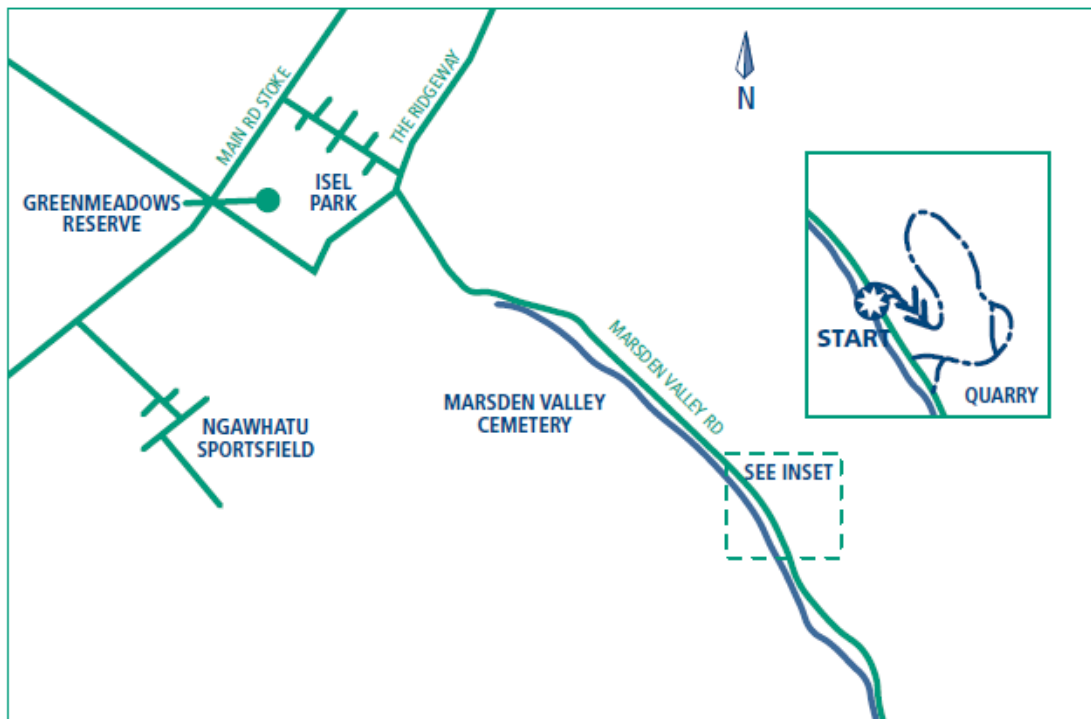 MAIN RD STOKE
THE RIDGEWAY
N
ISEL
PARK
GREENMEADOWS
RESERVE
START
QUARRY
MARSDEN VALLEY RD
MARSDEN VALLEY
CEMETERY
NGAWHATU
SPORTSFIELD
SEE INSET